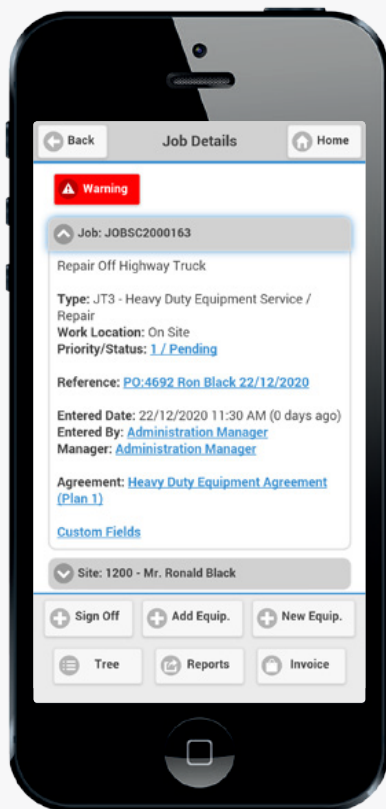 Back
Job Details
Home
Warning
Job: JOBSC2000163
Repair Off Highway Truck
Type: JT3 - Heavy Duty Equipment Service /
Repair
Work Location: On Site
Priority/Status: 1 / Pending
Reference: PO:4692 Ron Black 22/12/2020
Entered Date: 22/12/2020 11:30 AM (0 days ago)
Entered By: Administration Manager
Manager: Administration Manager
Agreement: Heavy Duty Equipment Agreement
(Plan 1)
Custom Fields
Site: 1200 - Mr. Ronald Black
Sign Off
Add Equip.
New Equip.
Tree
Reports
Invoice